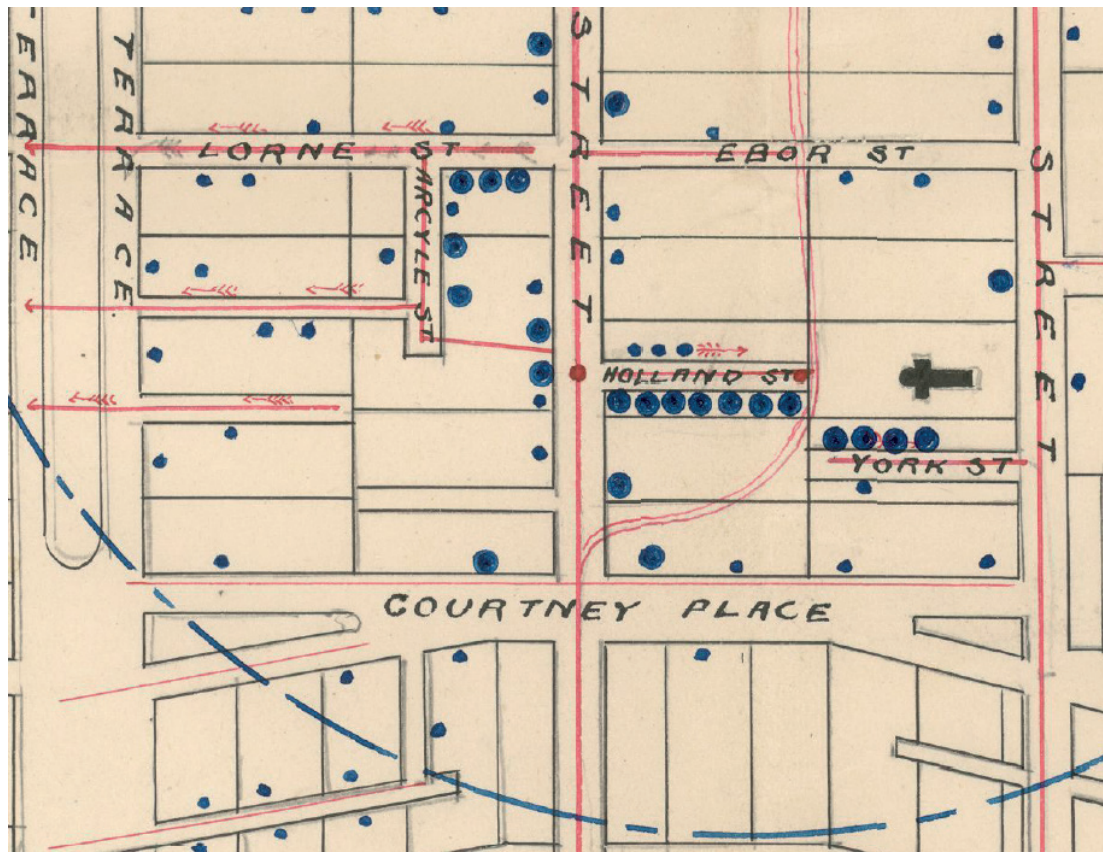 TERRACE
TERRACE
STREET
LORNE ST
EBOR ST
ARGYLE ST
STREET
HOLLAND ST
YORK ST
COURTNEY PLACE